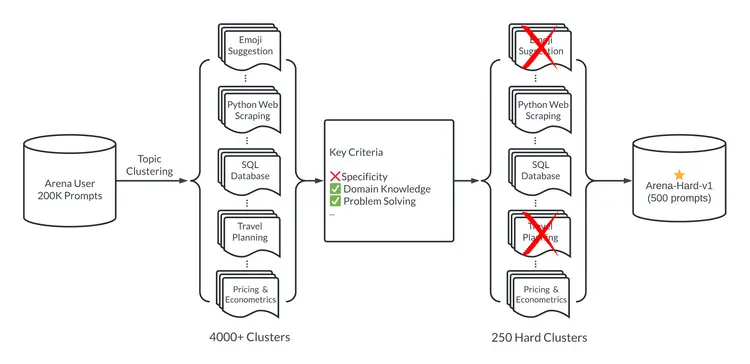 Arena User
200K Prompts
Topic
Clustering
Emoji
Suggestion
Python Web
Scraping
SQL
Database
Travel
Planning
Pricing &
Econometrics
4000+ Clusters
Key Criteria
❌Specificity
✅ Domain Knowledge
✅ Problem Solving
...
Emoji
Suggestion
Python Web
Scraping
SQL
Database
Travel
Planning
Pricing &
Econometrics
250 Hard Clusters
Arena-Hard-v1
(500 prompts)